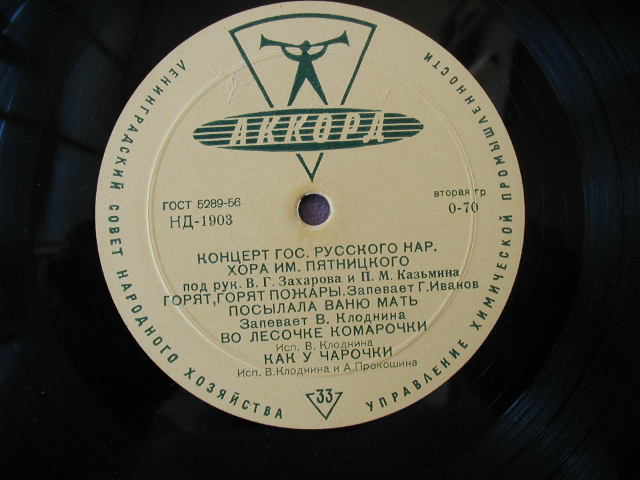 ЛЕНИНГРАДСКИЙ СОВЕТ НАРОДНОГО ХОЗЯЙСТВА
УПРАВЛЕНИЕ ХИМИЧЕСКОЙ ПРОМЫШЛЕННОСТИ
АККОРД
ГОСТ 5289-56
НД-1903
вторая гр
0-70
КОНЦЕРТ ГОС. РУССКОГО НАР.
ХОРА ИМ. ПЯТНИЦКОГО
под рук. В. Г. Захарова и П. М. Казьмина
ГОРЯТ, ГОРЯТ ПОЖАРЫ. Запевает Г. Иванов
ПОСЫЛАЛА ВАНЮ МАТЬ
Запевает В. Клоднина
ВО ЛЕСОЧКЕ КОМАРОЧКИ
Исп. В. Клоднина
КАК У ЧАРОЧКИ
Исп. В. Клоднина и А. Прокошина
33